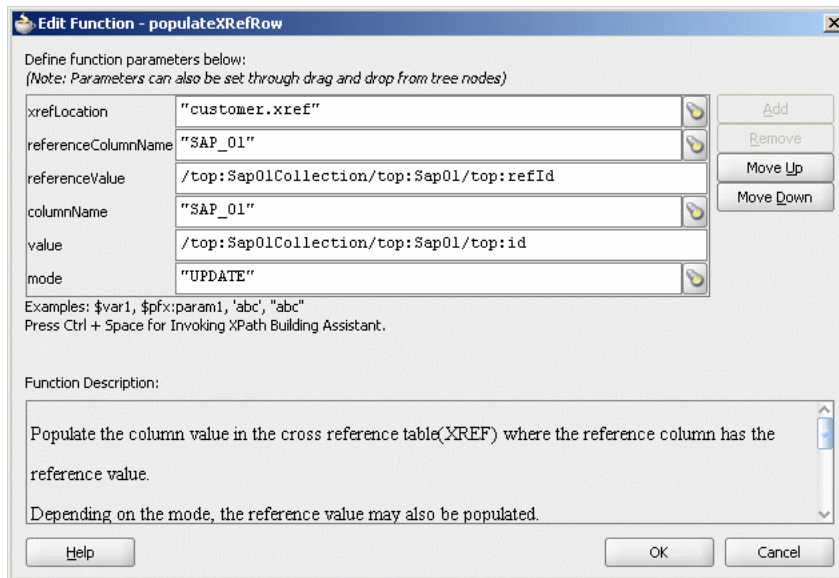 Edit Function - populateXRefRow
Define function parameters below:
(Note: Parameters can also be set through drag and drop from tree nodes)
xrefLocation "customer.xref"
Add
referenceColumnName "SAP_01"
Remove
referenceValue /top:Sap01Collection/top:Sap01/top:refId
Move Up
columnName "SAP_01"
Move Down
value /top:Sap01Collection/top:Sap01/top:id
mode "UPDATE"
Examples: $var1, $pfx:param1, 'abc', "abc"
Press Ctrl + Space for Invoking XPath Building Assistant.
Function Description:
Populate the column value in the cross reference table(XREF) where the reference column has the
reference value.
Depending on the mode, the reference value may also be populated.
Help OK Cancel